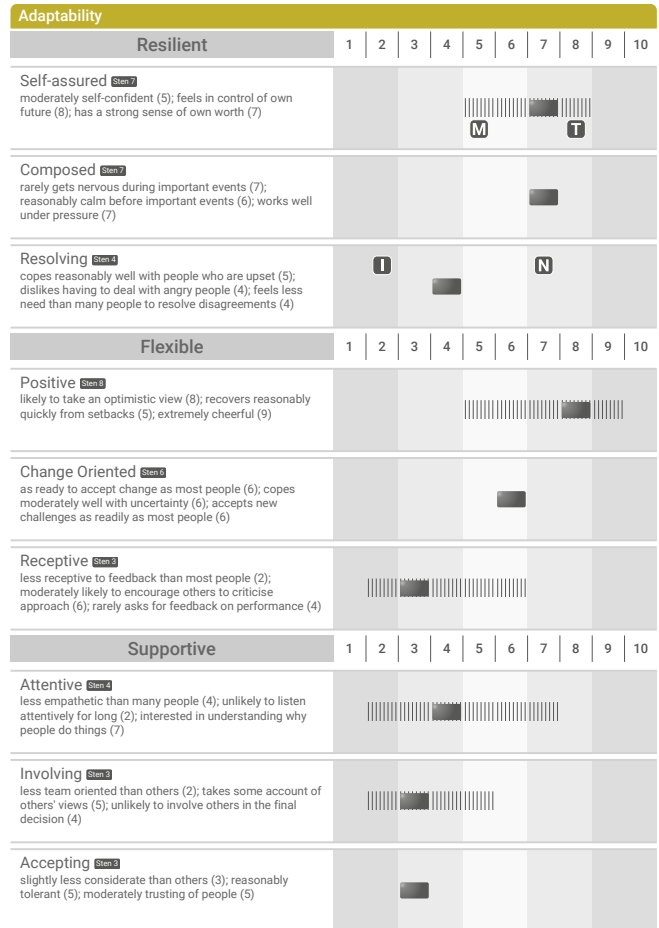 Adaptability
Resilient 1 2 3 4 5 6 7 8 9 10
Self-assured Sten 7
moderately self-confident (5); feels in control of own
future (8); has a strong sense of own worth (7)
M T
Composed Sten 7
rarely gets nervous during important events (7);
reasonably calm before important events (6); works well
under pressure (7)
Resolving Sten 4
I N
copes reasonably well with people who are upset (5);
dislikes having to deal with angry people (4); feels less
need than many people to resolve disagreements (4)
Flexible 1 2 3 4 5 6 7 8 9 10
Positive Sten 8
likely to take an optimistic view (8); recovers reasonably
quickly from setbacks (5); extremely cheerful (9)
Change Oriented Sten 6
as ready to accept change as most people (6); copes
moderately well with uncertainty (6); accepts new
challenges as readily as most people (6)
Receptive Sten 3
less receptive to feedback than most people (2);
moderately likely to encourage others to criticise
approach (6); rarely asks for feedback on performance (4)
Supportive 1 2 3 4 5 6 7 8 9 10
Attentive Sten 4
less empathetic than many people (4); unlikely to listen
attentively for long (2); interested in understanding why
people do things (7)
Involving Sten 3
less team oriented than others (2); takes some account of
others' views (5); unlikely to involve others in the final
decision (4)
Accepting Sten 3
slightly less considerate than others (3); reasonably
tolerant (5); moderately trusting of people (5)